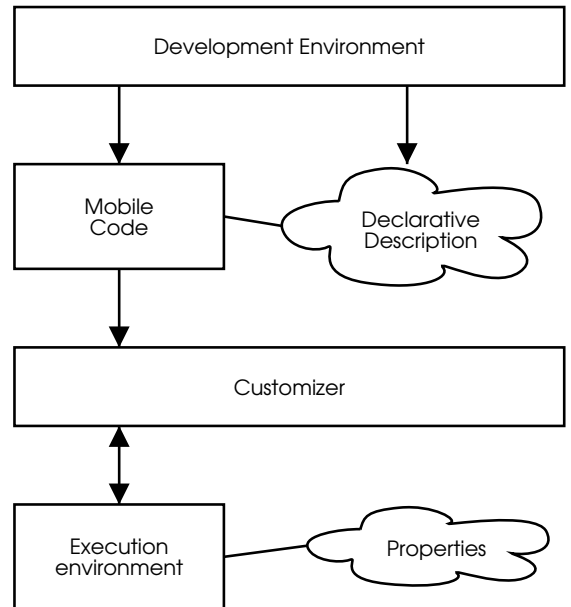 Development Environment
Mobile
Code
Declarative
Description
Customizer
Execution
environment
Properties